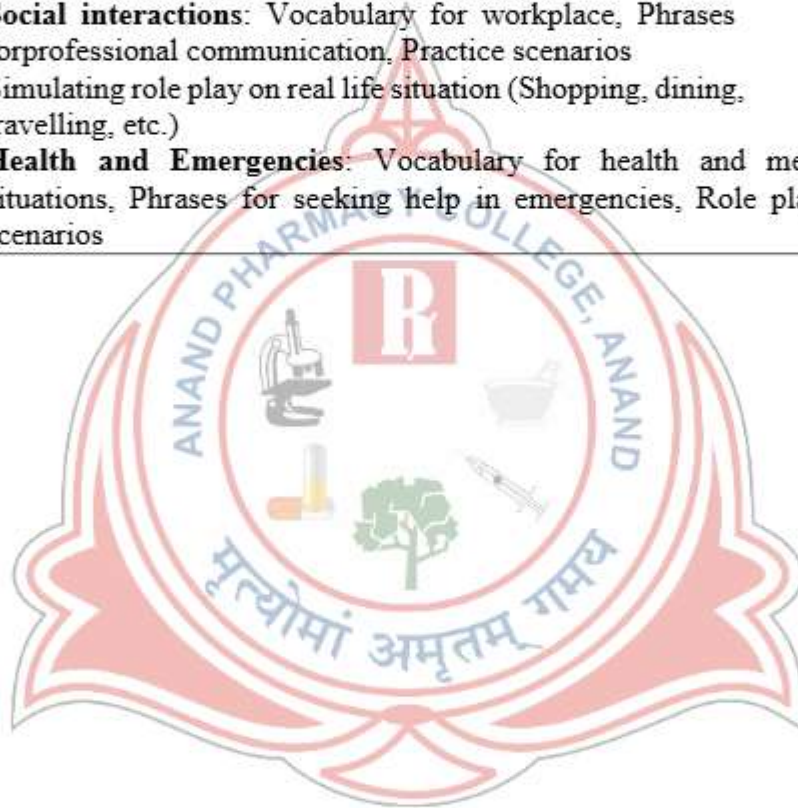 ocial interactions: Vocabulary for workplace, Phrases
orprofessional communication, Practice scenarios
imulating role play on real life situation (Shopping, dining,
ravelling, etc.)
Health and Emergencies: Vocabulary for health and me
ituations, Phrases for seeking help in emergencies, Role pla
cenarios
ANAND PHARMACY COLLEGE, ANAND
R
मृत्योर्मा अमृतम् गमय